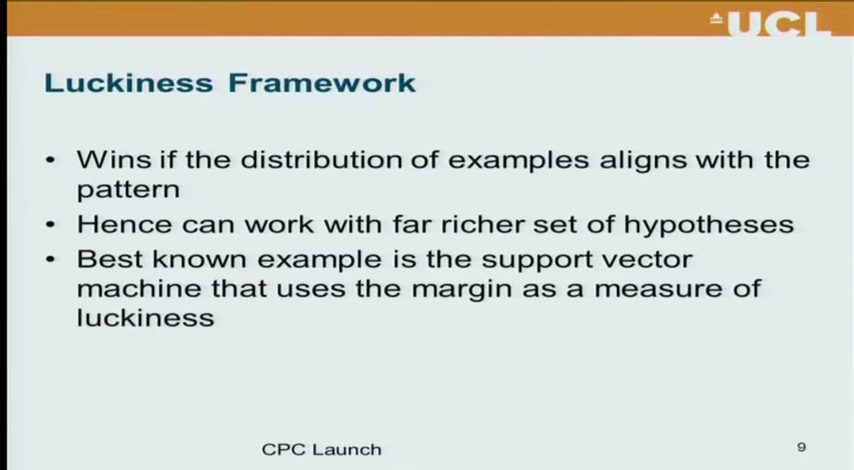 UCL
Luckiness Framework
• Wins if the distribution of examples aligns with the
pattern
• Hence can work with far richer set of hypotheses
• Best known example is the support vector
machine that uses the margin as a measure of
luckiness
CPC Launch
9